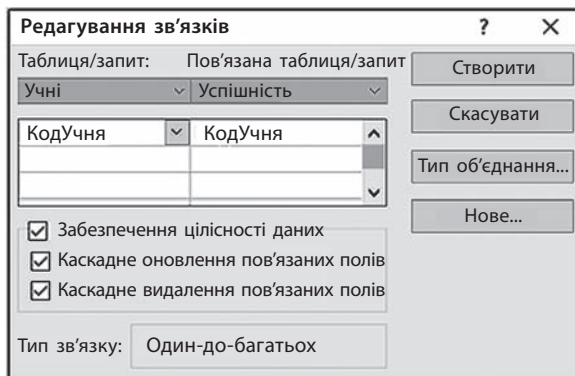 Редагування зв’язків ? ×
Таблиця/запит: Пов’язана таблиця/запит
Учні Успішність
КодУчня КодУчня
Забезпечення цілісності даних
Каскадне оновлення пов’язаних полів
Каскадне видалення пов’язаних полів
Тип зв’язку: Один-до-багатьох
Створити
Скасувати
Тип об’єднання...
Нове...